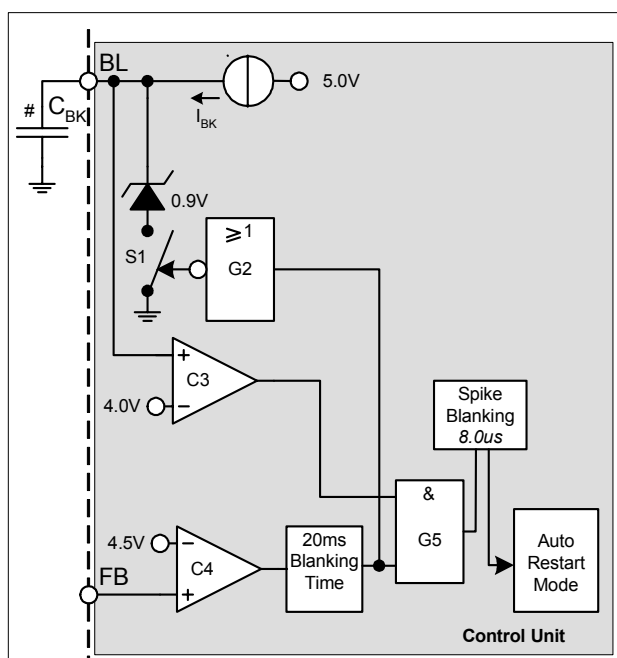 BL
5.0V
# C_BK
I_BK
0.9V
≥1
S1
G2
C3
4.0V
Spike
Blanking
8.0us
&
4.5V
20ms
Blanking
Time
G5
C4
Auto
Restart
Mode
FB
Control Unit